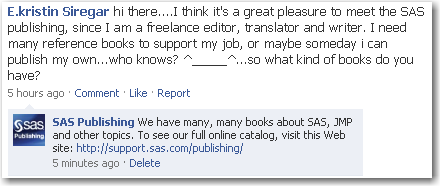 E.kristin Siregar hi there....I think it's a great pleasure to meet the SAS
publishing, since I am a freelance editor, translator and writer. I need
many reference books to support my job, or maybe someday i can
publish my own...who knows? ^_____^...so what kind of books do you
have?
5 hours ago · Comment · Like · Report
sas
Publishing
SAS Publishing We have many, many books about SAS, JMP
and other topics. To see our full online catalog, visit this Web
site: http://support.sas.com/publishing/
5 minutes ago · Delete